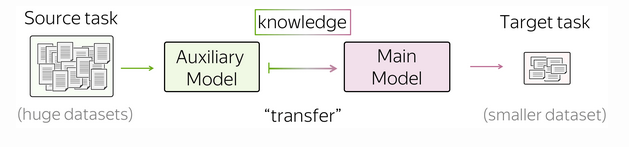 Source task
knowledge
Target task
Auxiliary
Model
Main
Model
(huge datasets)
“transfer”
(smaller dataset)